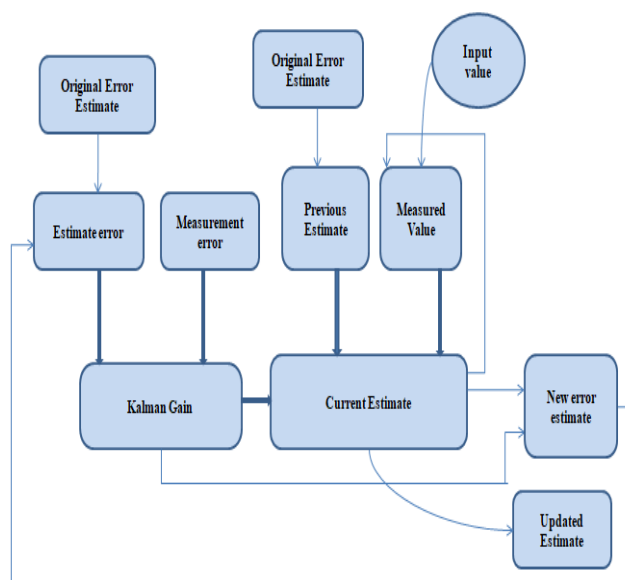 Original Error
Estimate
Original Error
Estimate
Input
value
Estimate error
Measurement
error
Previous
Estimate
Measured
Value
Kalman Gain
Current Estimate
New error
estimate
Updated
Estimate